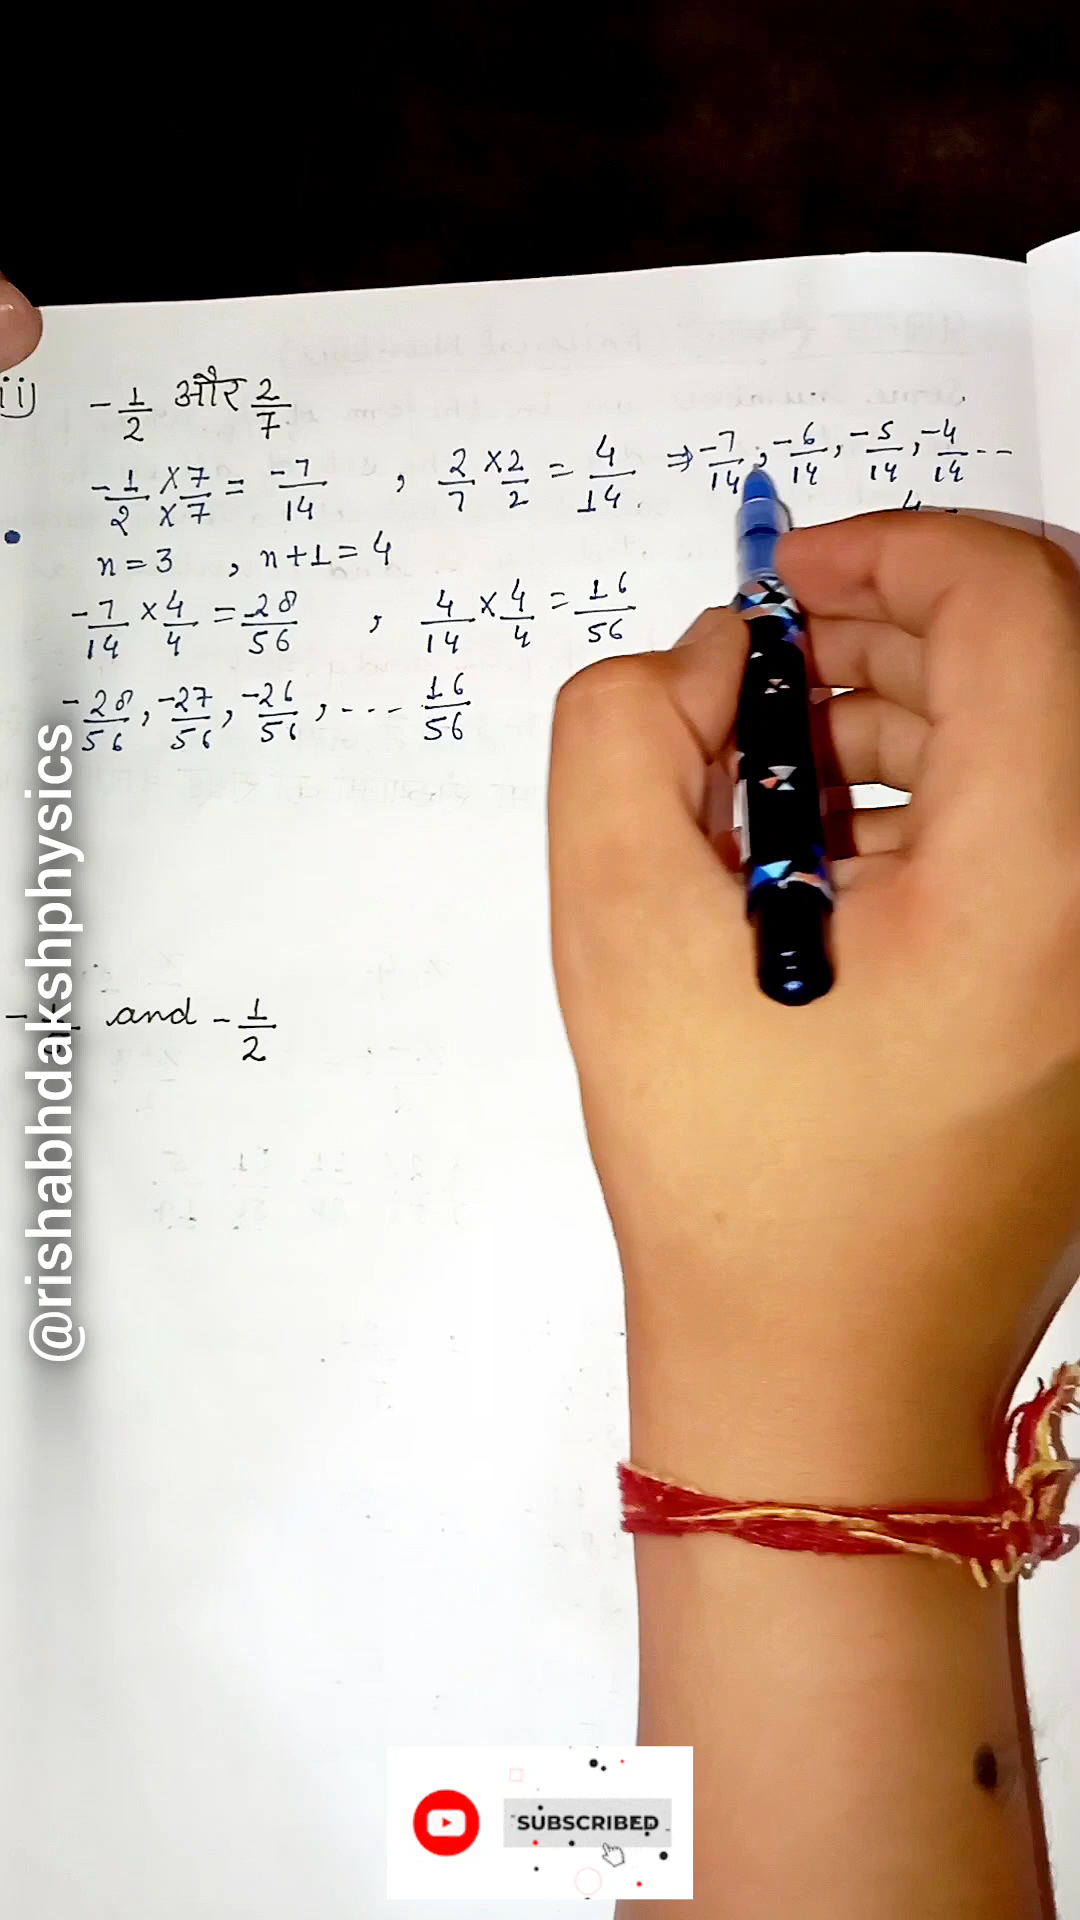 ii) -1/2 और 2/7
-1/2 ×7/×7 = -7/14 , 2/7 ×2/2 = 4/14 ⇒ -7/14, -6/14, -5/14, -4/14 --
4
n=3 , n+1=4
-7/14 × 4/4 = 28/56 , 4/14 × 4/4 = 16/56
-28/56, -27/56, -26/56, --- 16/56
and -1/2
@rishabhdakshphysics
SUBSCRIBED